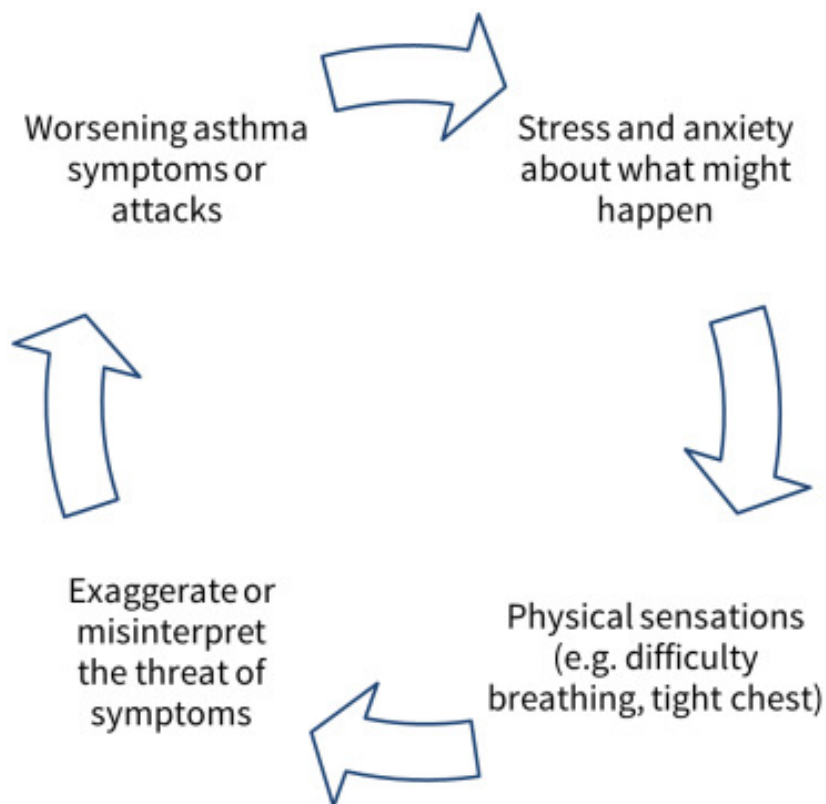 Worsening asthma
symptoms or
attacks
Stress and anxiety
about what might
happen
Physical sensations
(e.g. difficulty
breathing, tight chest)
Exaggerate or
misinterpret
the threat of
symptoms